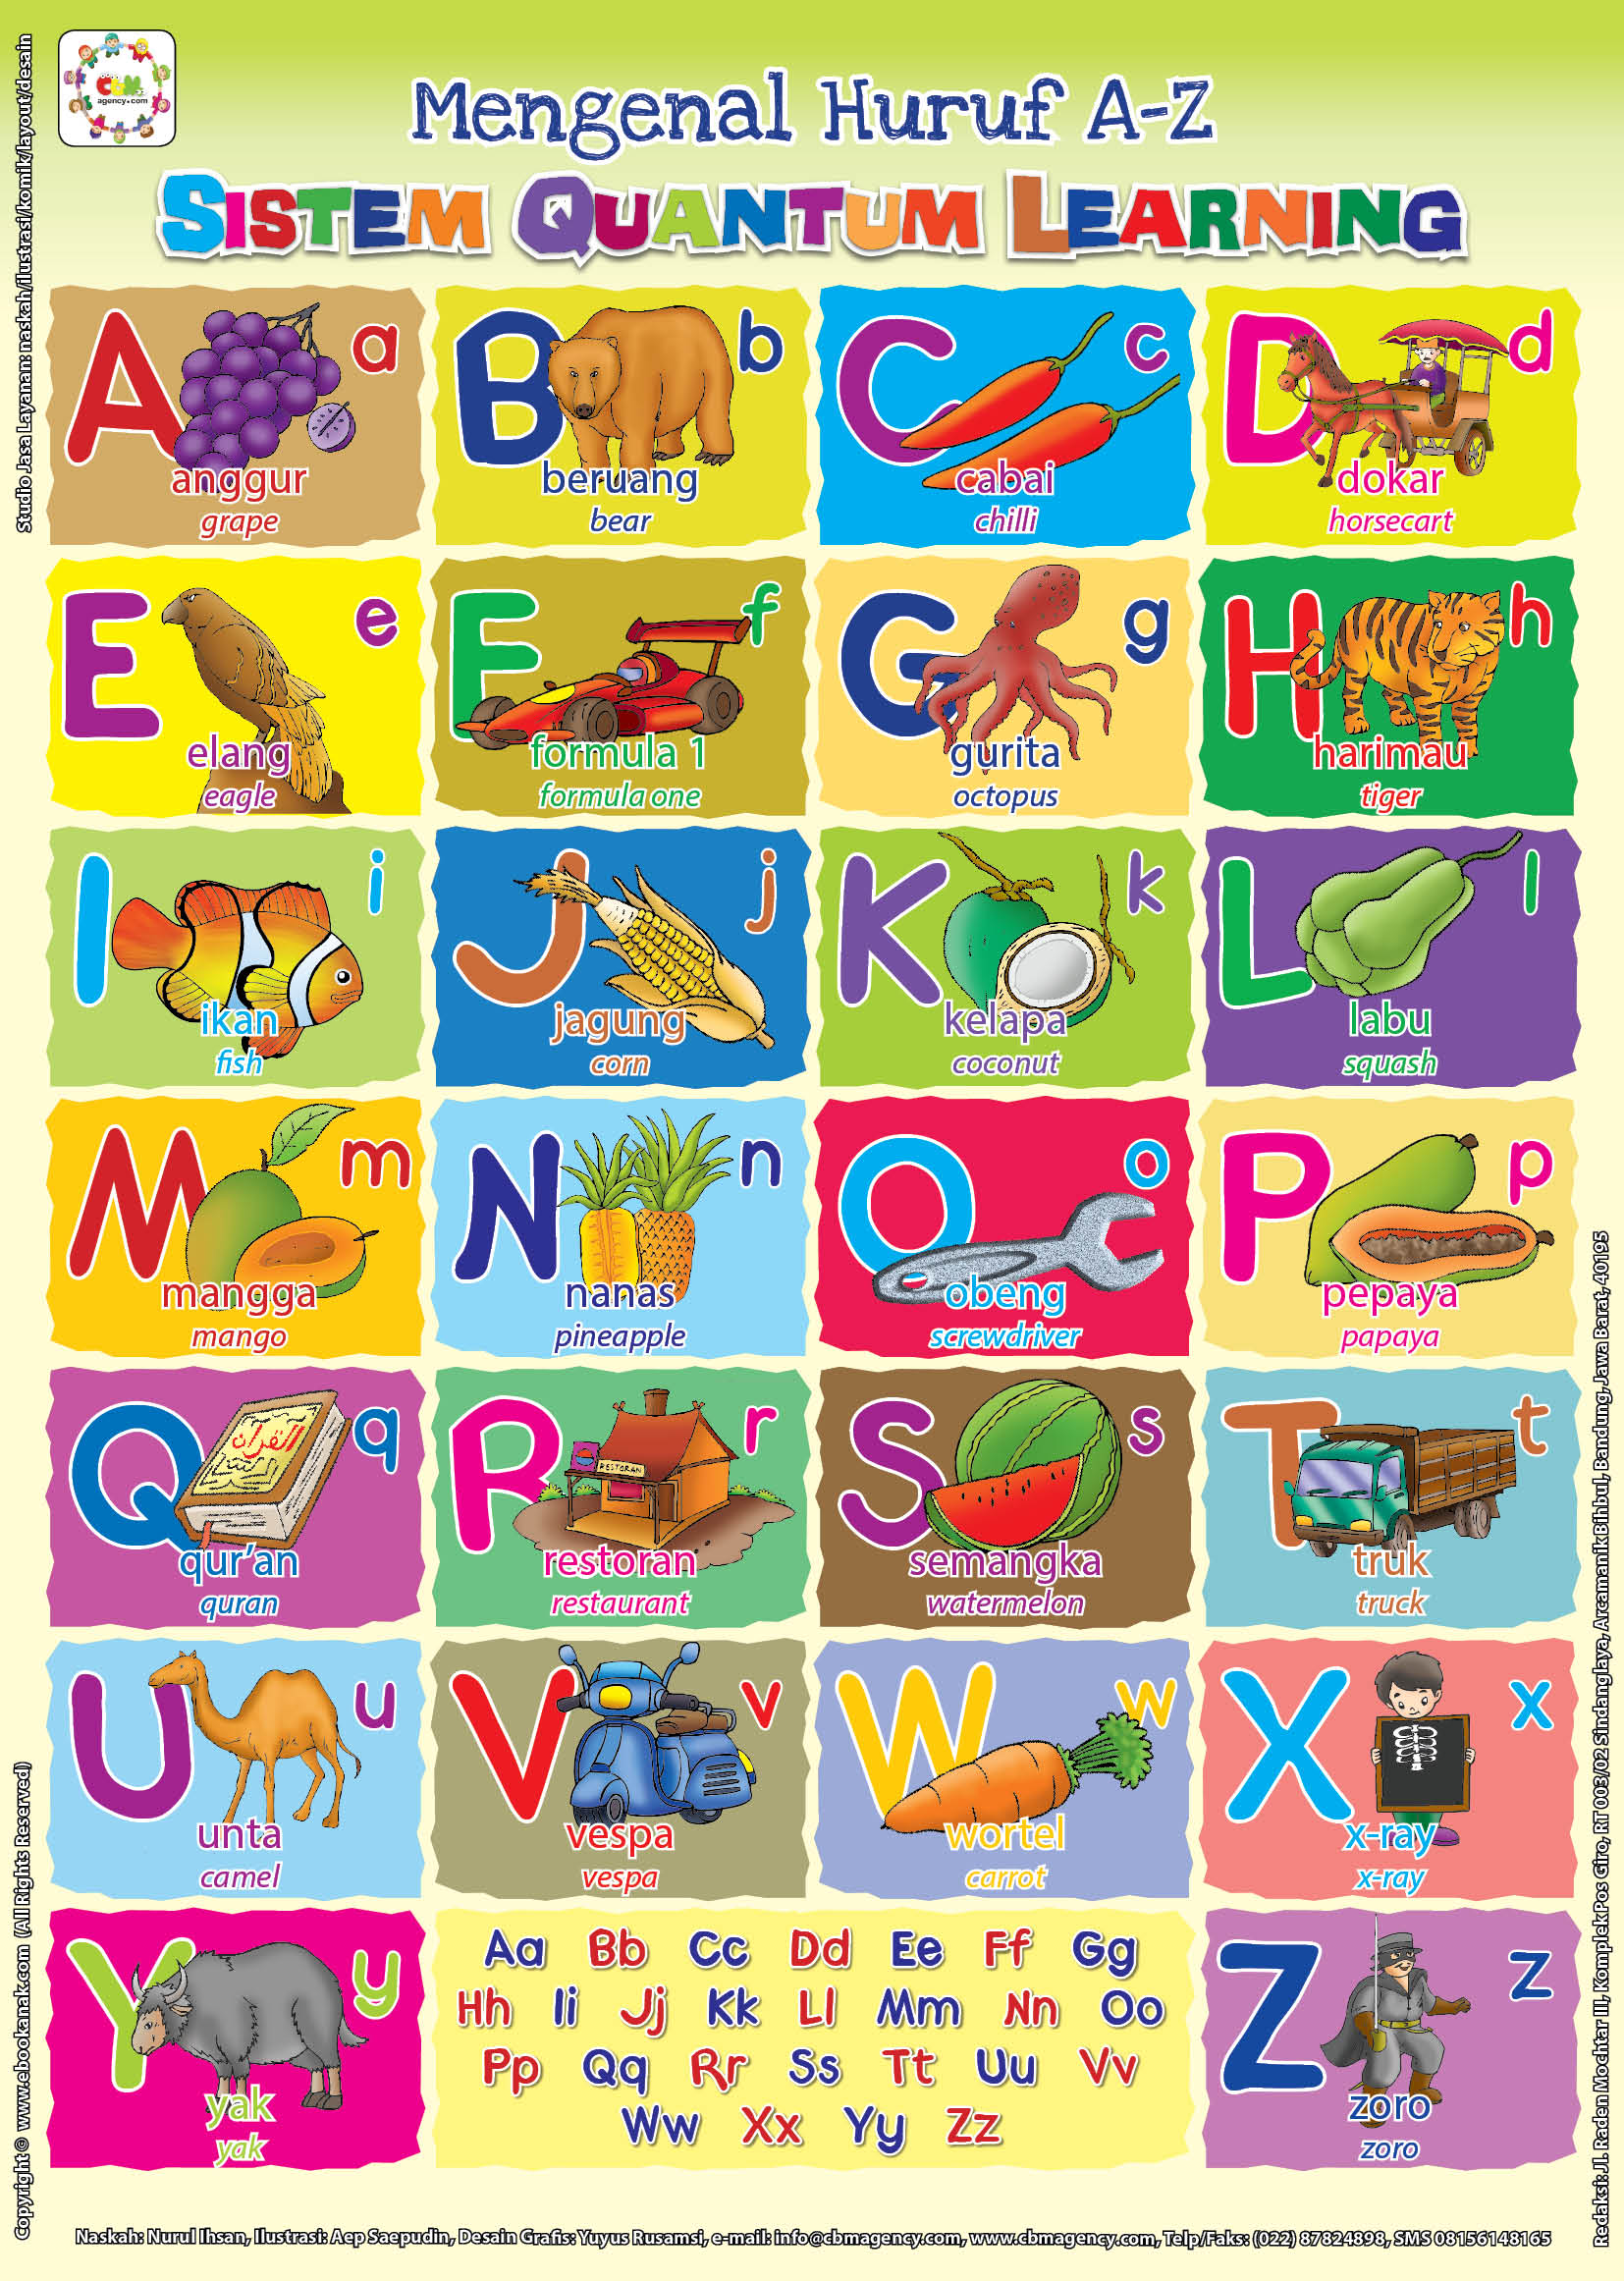 CBM
agency.com
Studio Jasa Layanan: naskah/ilustrasi/komik/layout/desain
Mengenal Huruf A-Z
SISTEM QUANTUM LEARNING
A a
anggur
grape
B b
beruang
bear
C c
cabai
chilli
D d
dokar
horsecart
E e
elang
eagle
F f
formula 1
formula one
G g
gurita
octopus
H h
harimau
tiger
I i
ikan
fish
J j
jagung
corn
K k
kelapa
coconut
L l
labu
squash
M m
mangga
mango
N n
nanas
pineapple
O o
obeng
screwdriver
P p
pepaya
papaya
Q q
القرآن
qur'an
quran
R r
RESTORAN
restoran
restaurant
S s
semangka
watermelon
T t
truk
truck
U u
unta
camel
V v
vespa
vespa
W w
wortel
carrot
X x
x-ray
x-ray
Y y
yak
yak
Aa Bb Cc Dd Ee Ff Gg
Hh Ii Jj Kk Ll Mm Nn Oo
Pp Qq Rr Ss Tt Uu Vv
Ww Xx Yy Zz
Z z
zoro
zoro
Copyright © www.ebookanak.com (All Rights Reserved)
Redaksi: Jl. Raden Mochtar III, KomplekPos Giro, RT 003/02 Sindanglaya, ArcamanikBihbul, Bandung, Jawa Barat, 40195
Naskah: Nurul Ihsan, Ilustrasi: Aep Saepudin, Desain Grafis: Yuyus Rusamsi, e-mail: info@cbmagency.com, www.cbmagency.com, Telp/Faks: (022) 87824898, SMS 08156148165